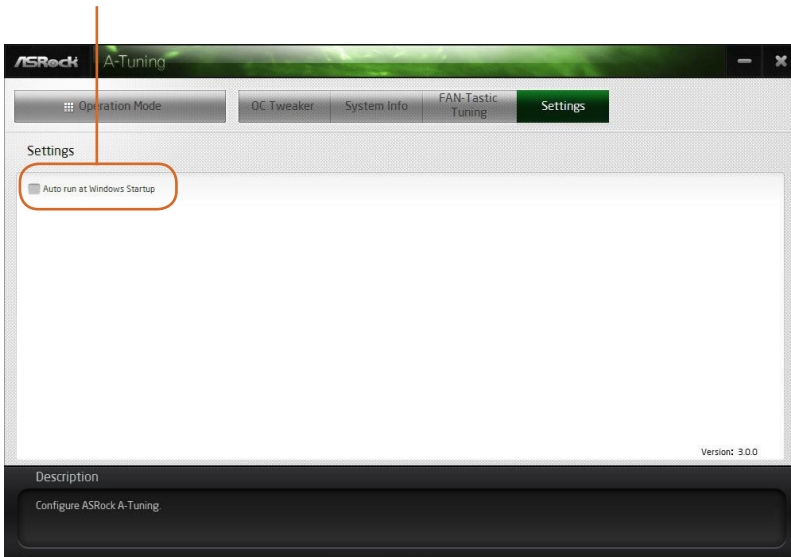 ASRock A-Tuning
Operation Mode OC Tweaker System Info FAN-Tastic Tuning Settings
Settings
Auto run at Windows Startup
Version: 3.0.0
Description
Configure ASRock A-Tuning.